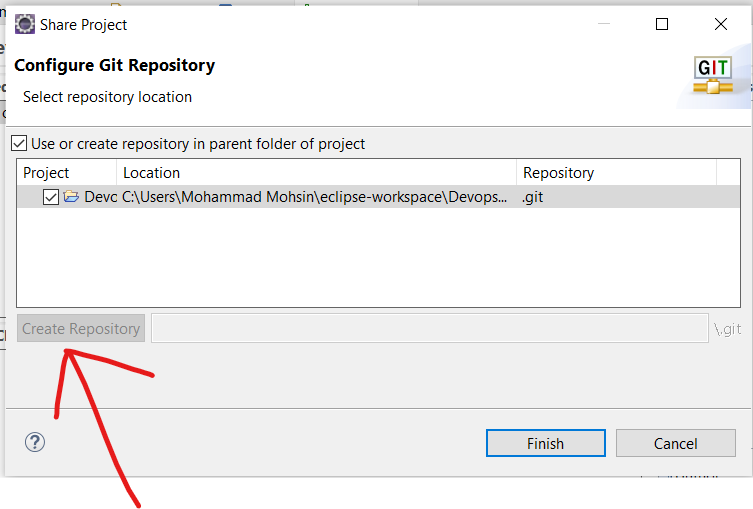 Share Project
Configure Git Repository
GIT
Select repository location
Use or create repository in parent folder of project
Project Location Repository
Devo C:\Users\Mohammad Mohsin\eclipse-workspace\Devops... .git
Create Repository \.git
? Finish Cancel